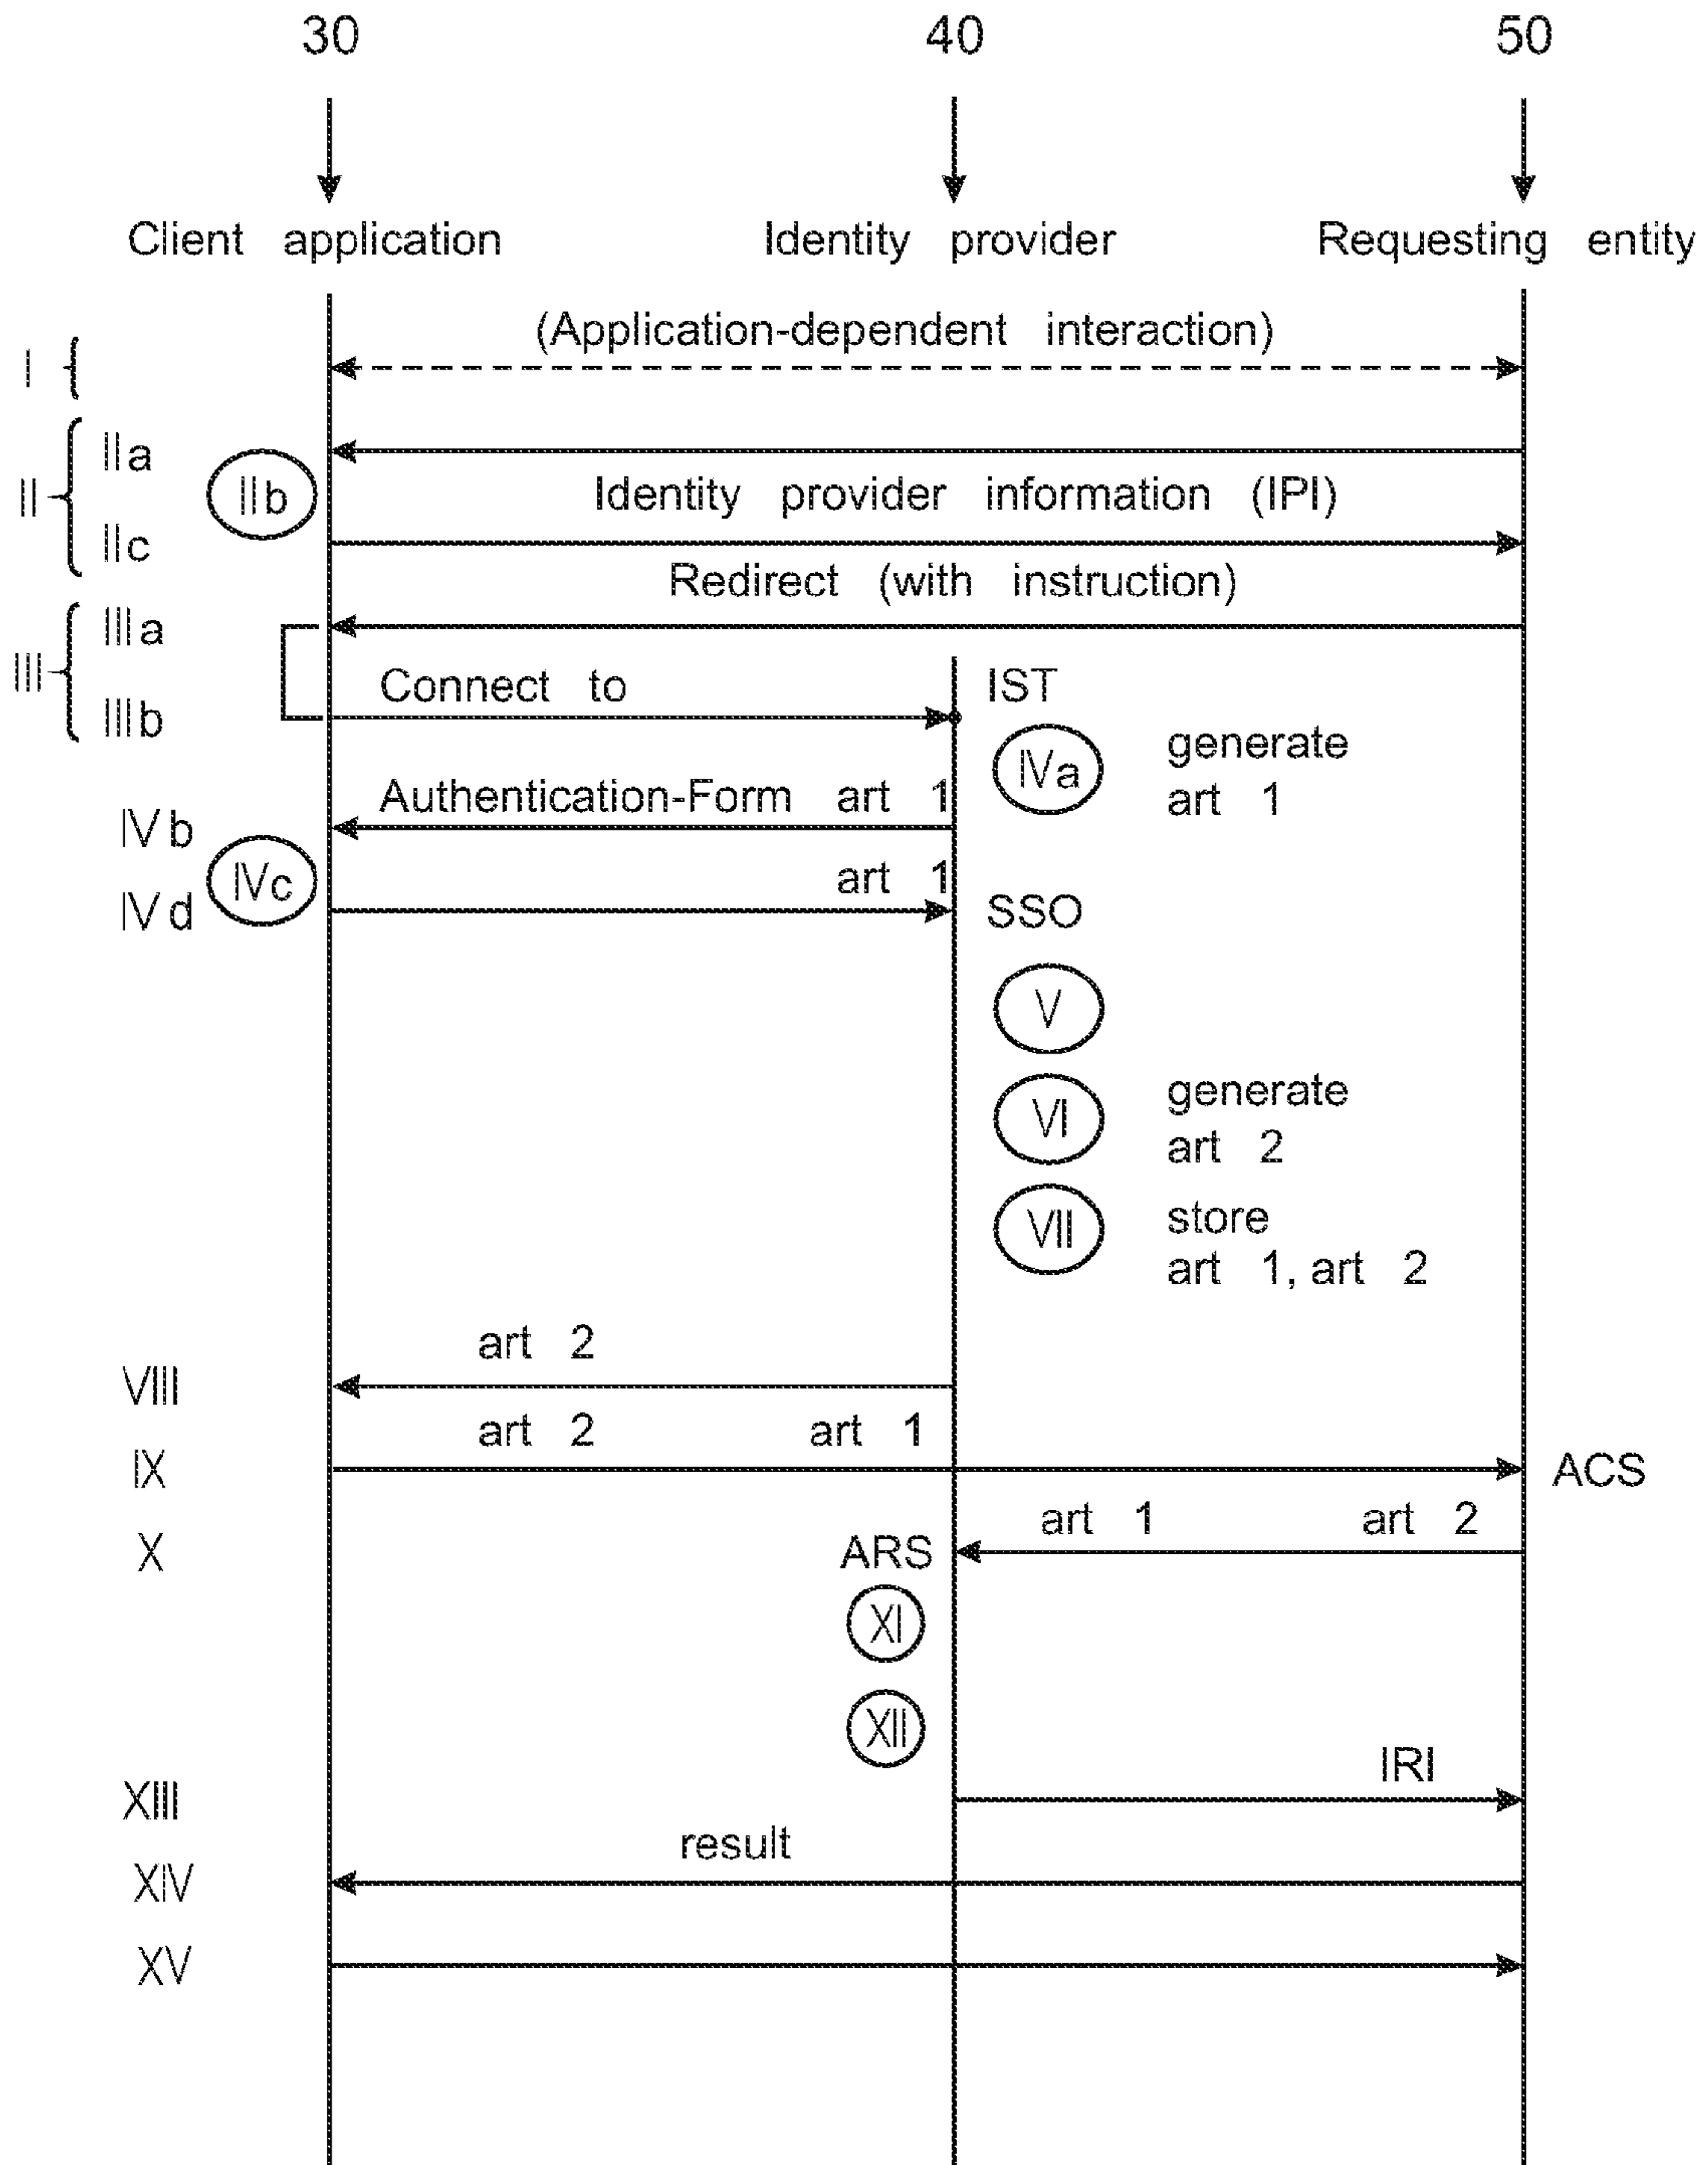 30 40 50
Client application Identity provider Requesting entity
(Application-dependent interaction)
I
IIa
II IIb Identity provider information (IPI)
IIc
Redirect (with instruction)
IIIa
III Connect to IST
IIIb
IVa generate
art 1
Authentication-Form art 1
IVb
IVc art 1
IVd SSO
V
VI generate
art 2
VII store
art 1, art 2
art 2
VIII
art 2 art 1
IX ACS
art 1 art 2
X ARS
XI
XII
IRI
XIII
result
XIV
XV